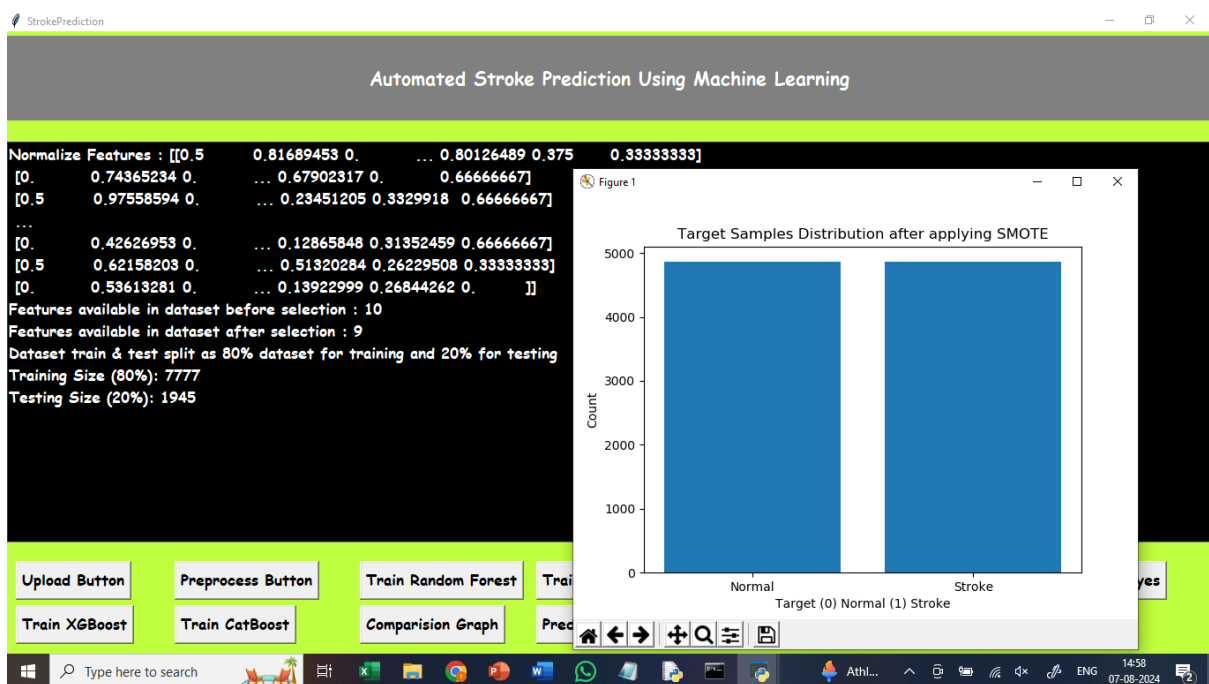 StrokePrediction
Automated Stroke Prediction Using Machine Learning
Normalize Features : [[0.5 0.81689453 0. ... 0.80126489 0.375 0.33333333]
[0. 0.74365234 0. ... 0.67902317 0. 0.66666667]
[0.5 0.97558594 0. ... 0.23451205 0.3329918 0.66666667]
...
[0. 0.42626953 0. ... 0.12865848 0.31352459 0.66666667]
[0.5 0.62158203 0. ... 0.51320284 0.26229508 0.33333333]
[0. 0.53613281 0. ... 0.13922999 0.26844262 0. ]]
Features available in dataset before selection : 10
Features available in dataset after selection : 9
Dataset train & test split as 80% dataset for training and 20% for testing
Training Size (80%): 7777
Testing Size (20%): 1945
Figure 1
Target Samples Distribution after applying SMOTE
5000
4000
3000
2000
1000
0
Count
Normal Stroke
Target (0) Normal (1) Stroke
Upload Button Preprocess Button Train Random Forest Trai yes
Train XGBoost Train CatBoost Comparision Graph Pred
Type here to search Athl... ENG 14:58
07-08-2024 2